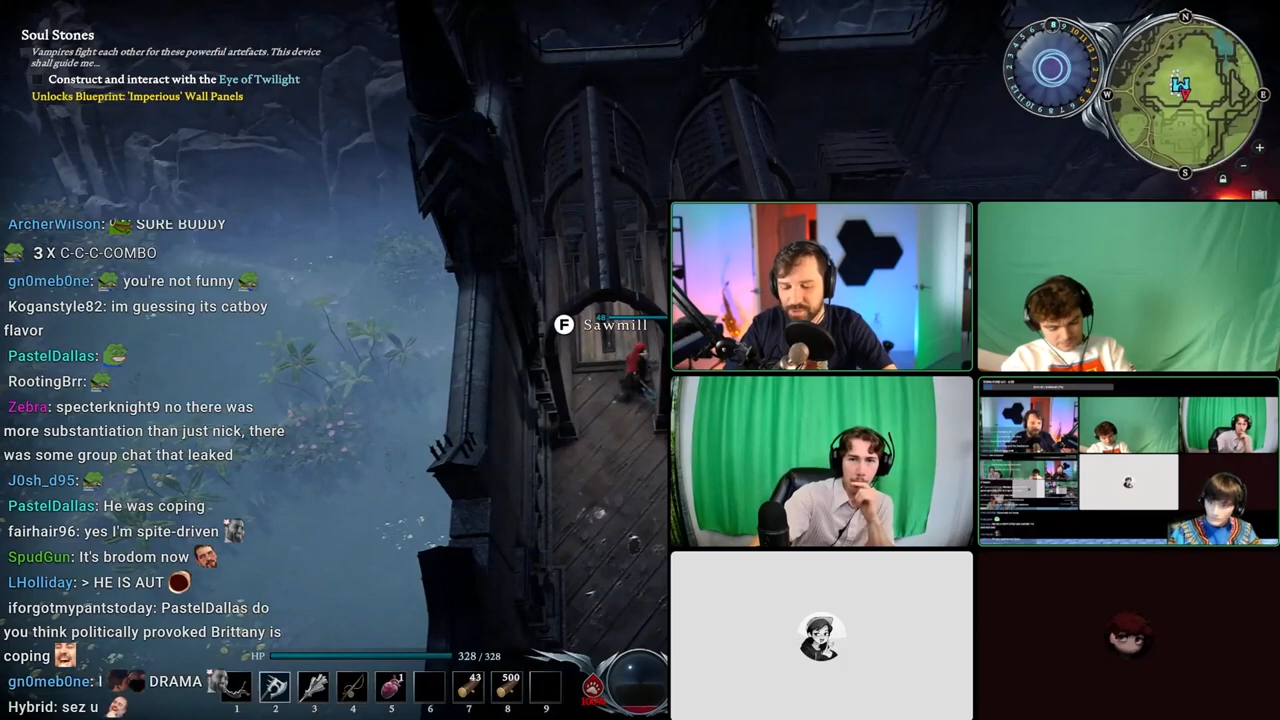 Soul Stones
Vampires fight each other for these powerful artefacts. This device
shall guide me...
Construct and interact with the Eye of Twilight
Unlocks Blueprint: 'Imperious' Wall Panels
N
W
E
S
ArcherWilson: SURE BUDDY
3 X C-C-C-COMBO
gn0meb0ne: you're not funny
Koganstyle82: im guessing its catboy
flavor
PastelDallas:
RootingBrr:
Zebra: specterknight9 no there was
more substantiation than just nick, there
was some group chat that leaked
J0sh_d95:
PastelDallas: He was coping
fairhair96: yes I'm spite-driven
SpudGun: It's brodom now
LHolliday: > HE IS AUT
iforgotmypantstoday: PastelDallas do
you think politically provoked Brittany is
coping
gn0meb0ne: I DRAMA
Hybrid: sez u
F Sawmill
HP 328 / 328
1 43 500
1 2 3 4 5 6 7 8 9
100%